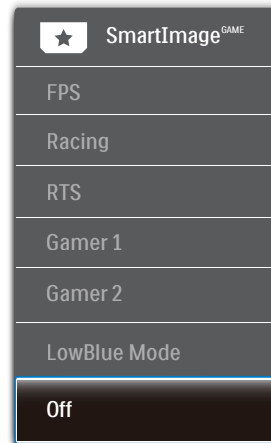 SmartImage GAME
FPS
Racing
RTS
Gamer 1
Gamer 2
LowBlue Mode
Off